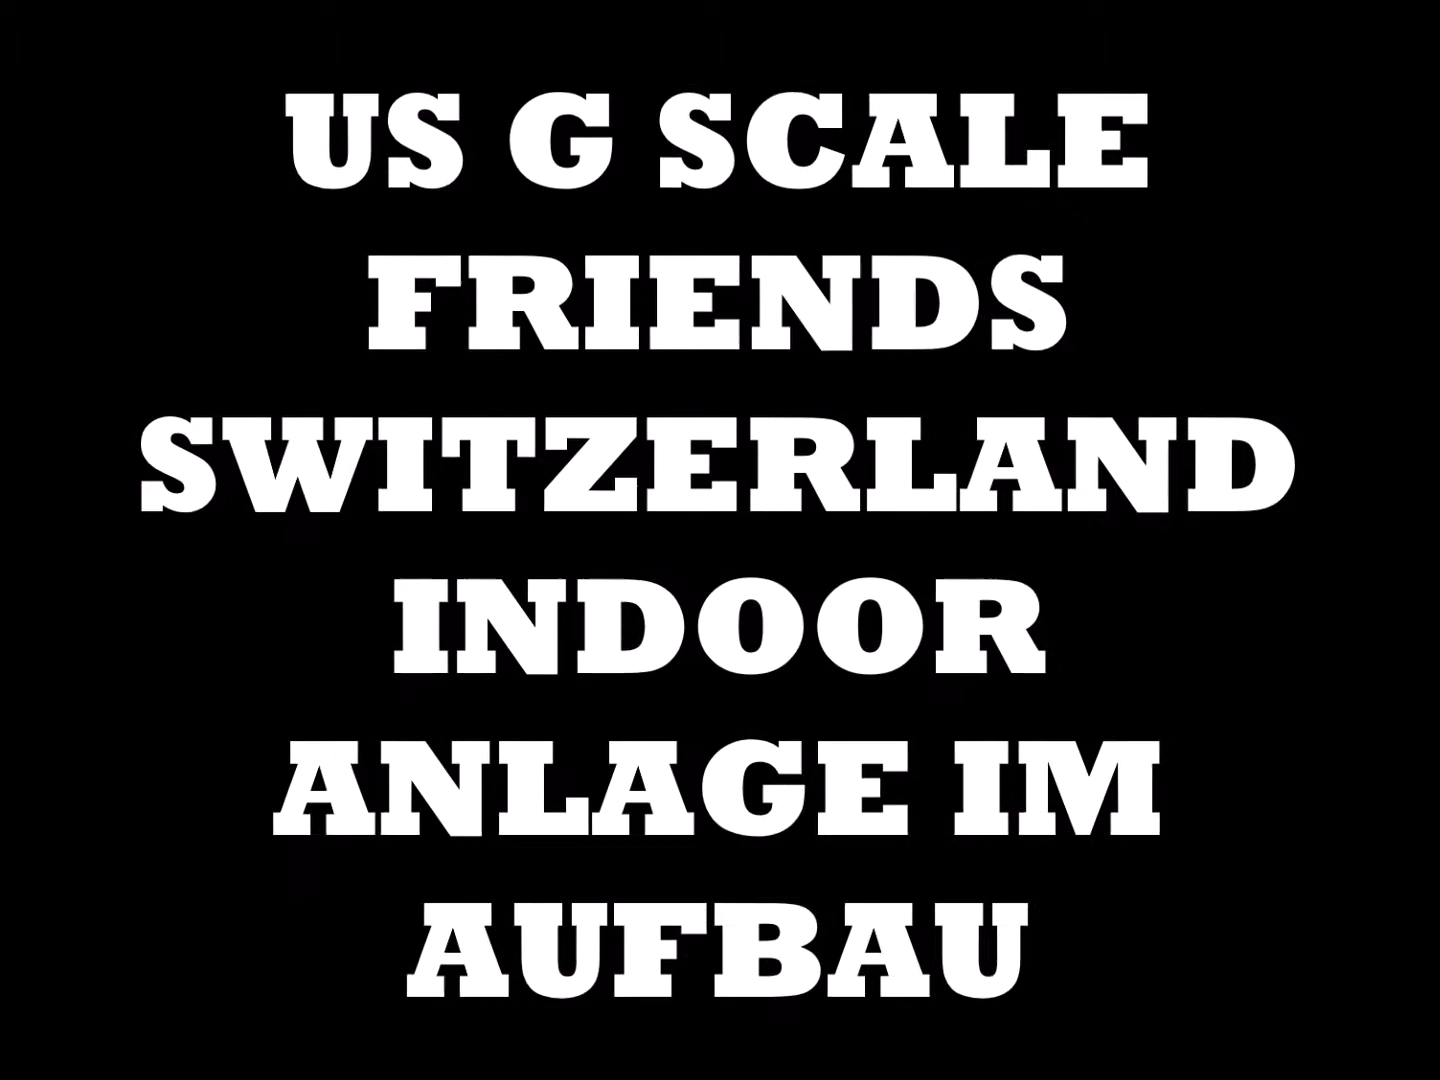 US G SCALE
FRIENDS
SWITZERLAND
INDOOR
ANLAGE IM
AUFBAU